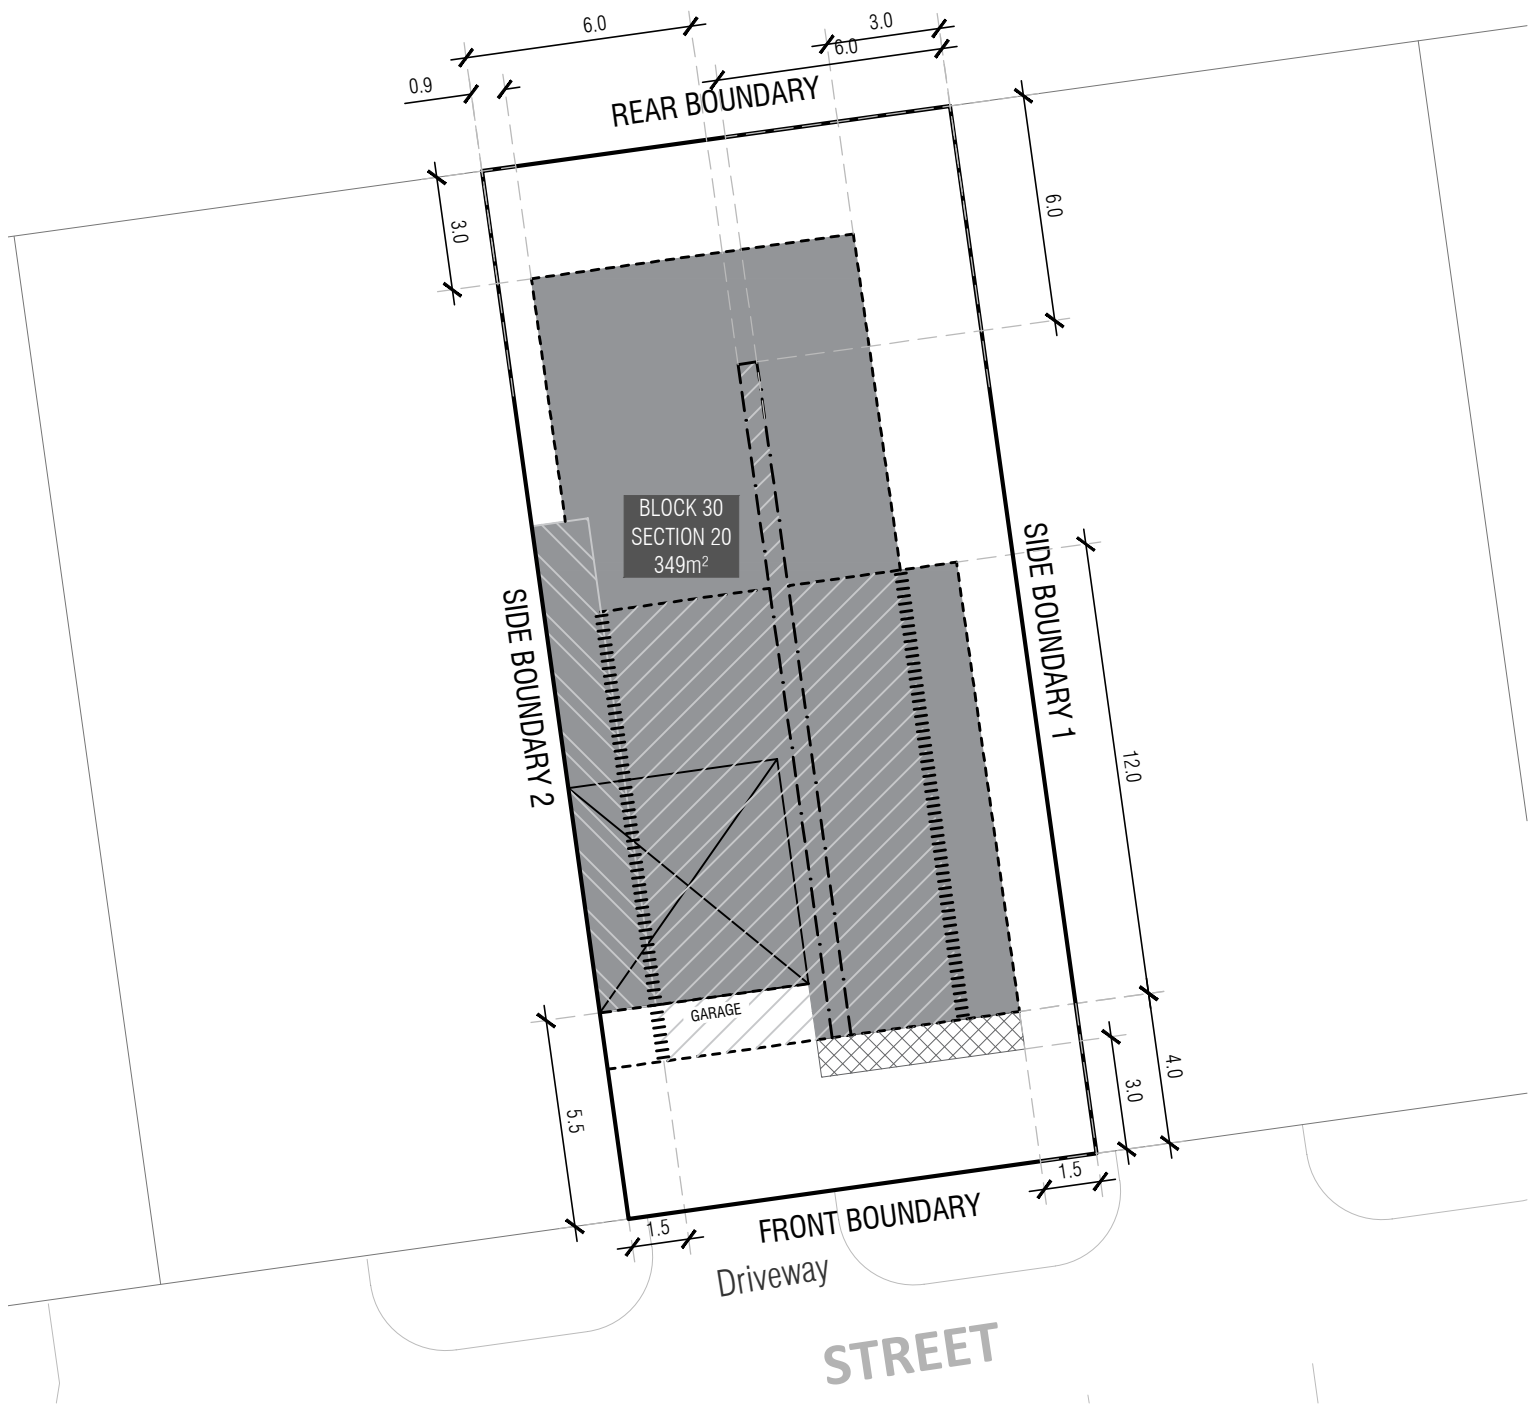 6.0
3.0
6.0
0.9
REAR BOUNDARY
3.0
6.0
BLOCK 30
SECTION 20
349m²
SIDE BOUNDARY 1
SIDE BOUNDARY 2
12.0
GARAGE
5.5
4.0
3.0
1.5
1.5
FRONT BOUNDARY
Driveway
STREET